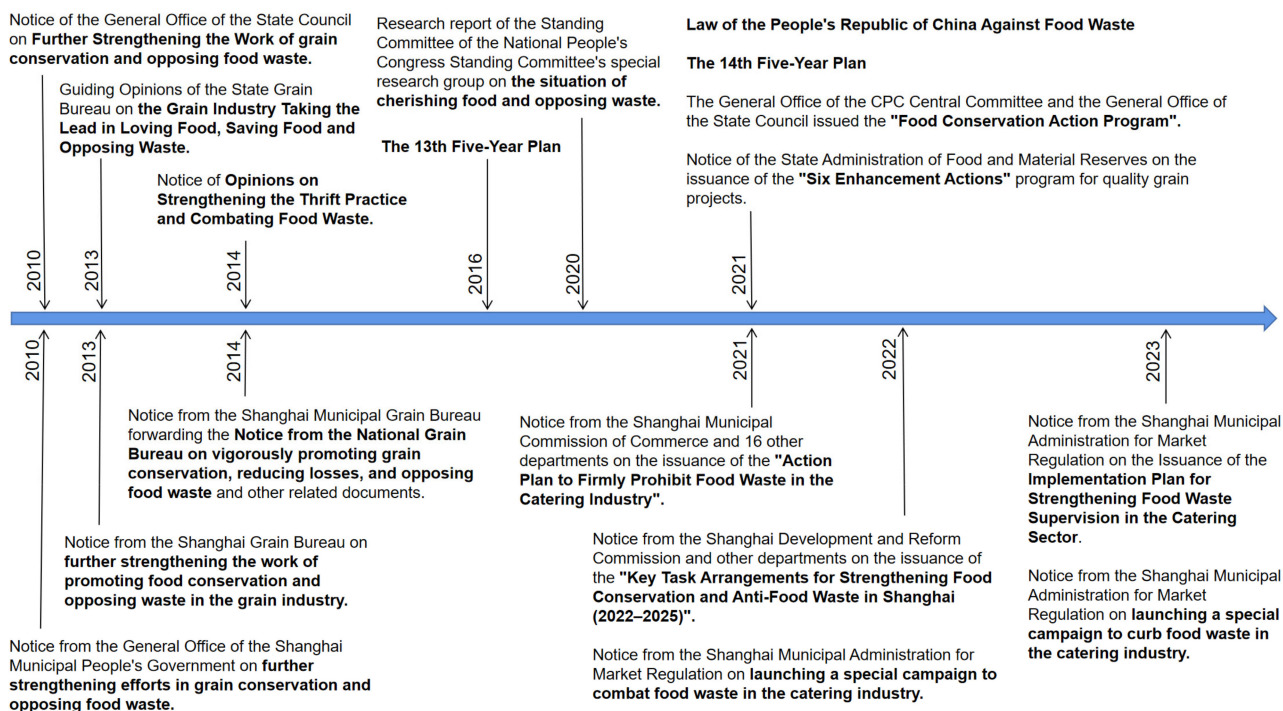 Notice of the General Office of the State Council
on Further Strengthening the Work of grain
conservation and opposing food waste.
Guiding Opinions of the State Grain
Bureau on the Grain Industry Taking the
Lead in Loving Food, Saving Food and
Opposing Waste.
Notice of Opinions on
Strengthening the Thrift Practice
and Combating Food Waste.
Research report of the Standing
Committee of the National People's
Congress Standing Committee's special
research group on the situation of
cherishing food and opposing waste.
The 13th Five-Year Plan
Law of the People's Republic of China Against Food Waste
The 14th Five-Year Plan
The General Office of the CPC Central Committee and the General Office of
the State Council issued the "Food Conservation Action Program".
Notice of the State Administration of Food and Material Reserves on the
issuance of the "Six Enhancement Actions" program for quality grain
projects.
2010
2013
2014
2016
2020
2021
2010
2013
2014
2021
2022
2023
Notice from the Shanghai Municipal Grain Bureau
forwarding the Notice from the National Grain
Bureau on vigorously promoting grain
conservation, reducing losses, and opposing
food waste and other related documents.
Notice from the Shanghai Grain Bureau on
further strengthening the work of
promoting food conservation and
opposing waste in the grain industry.
Notice from the General Office of the Shanghai
Municipal People's Government on further
strengthening efforts in grain conservation and
opposing food waste.
Notice from the Shanghai Municipal
Commission of Commerce and 16 other
departments on the issuance of the "Action
Plan to Firmly Prohibit Food Waste in the
Catering Industry".
Notice from the Shanghai Development and Reform
Commission and other departments on the issuance of
the "Key Task Arrangements for Strengthening Food
Conservation and Anti-Food Waste in Shanghai
(2022–2025)".
Notice from the Shanghai Municipal Administration for
Market Regulation on launching a special campaign to
combat food waste in the catering industry.
Notice from the Shanghai Municipal
Administration for Market
Regulation on the Issuance of the
Implementation Plan for
Strengthening Food Waste
Supervision in the Catering
Sector.
Notice from the Shanghai Municipal
Administration for Market
Regulation on launching a special
campaign to curb food waste in
the catering industry.